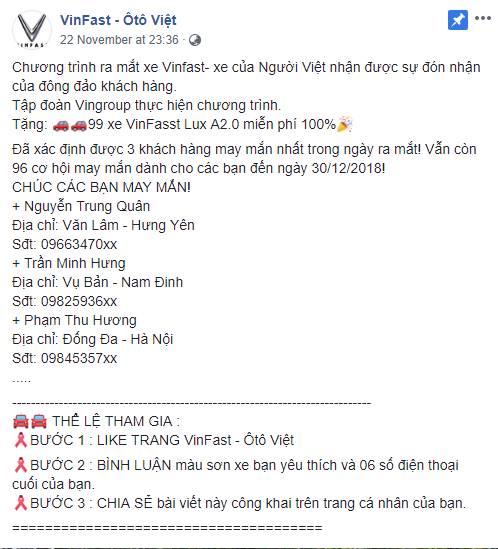 VINFAST
VinFast - Ôtô Việt
22 November at 23:36 ·
Chương trình ra mắt xe Vinfast- xe của Người Việt nhận được sự đón nhận
của đông đảo khách hàng.
Tập đoàn Vingroup thực hiện chương trình.
Tặng: 🚗🚗99 xe VinFasst Lux A2.0 miễn phí 100%🎉
Đã xác định được 3 khách hàng may mắn nhất trong ngày ra mắt! Vẫn còn
96 cơ hội may mắn dành cho các bạn đến ngày 30/12/2018!
CHÚC CÁC BẠN MAY MẮN!
+ Nguyễn Trung Quân
Địa chỉ: Văn Lâm - Hưng Yên
Sđt: 09663470xx
+ Trần Minh Hưng
Địa chỉ: Vụ Bản - Nam Đinh
Sđt: 09825936xx
+ Phạm Thu Hương
Địa chỉ: Đống Đa - Hà Nội
Sđt: 09845357xx
.....
-----------------------------------------------------------------------------
🚘🚘 THỂ LỆ THAM GIA :
🎗BƯỚC 1 : LIKE TRANG VinFast - Ôtô Việt
🎗BƯỚC 2 : BÌNH LUẬN màu sơn xe bạn yêu thích và 06 số điện thoại
cuối của bạn.
🎗BƯỚC 3 : CHIA SẺ bài viết này công khai trên trang cá nhân của bạn.
======================================